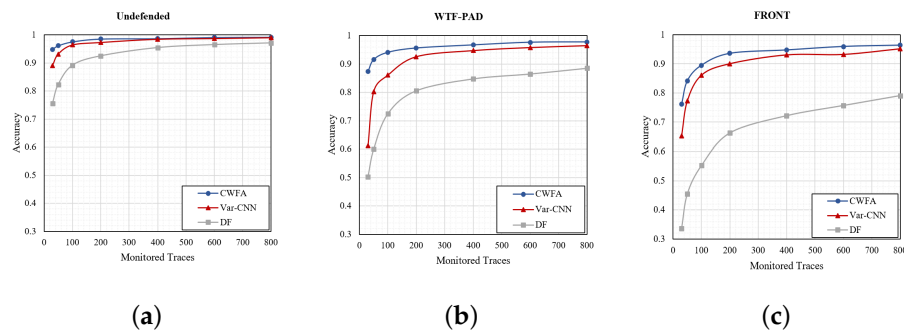 Undefended
1
0.9
0.8
0.7
0.6
0.5
0.4
0.3
Accuracy
CWFA
Var-CNN
DF
0 100 200 300 400 500 600 700 800
Monitored Traces
(a)
WTF-PAD
1
0.9
0.8
0.7
0.6
0.5
0.4
0.3
Accuracy
CWFA
Var-CNN
DF
0 100 200 300 400 500 600 700 800
Monitored Traces
(b)
FRONT
1
0.9
0.8
0.7
0.6
0.5
0.4
0.3
Accuracy
CWFA
Var-CNN
DF
0 100 200 300 400 500 600 700 800
Monitored Traces
(c)